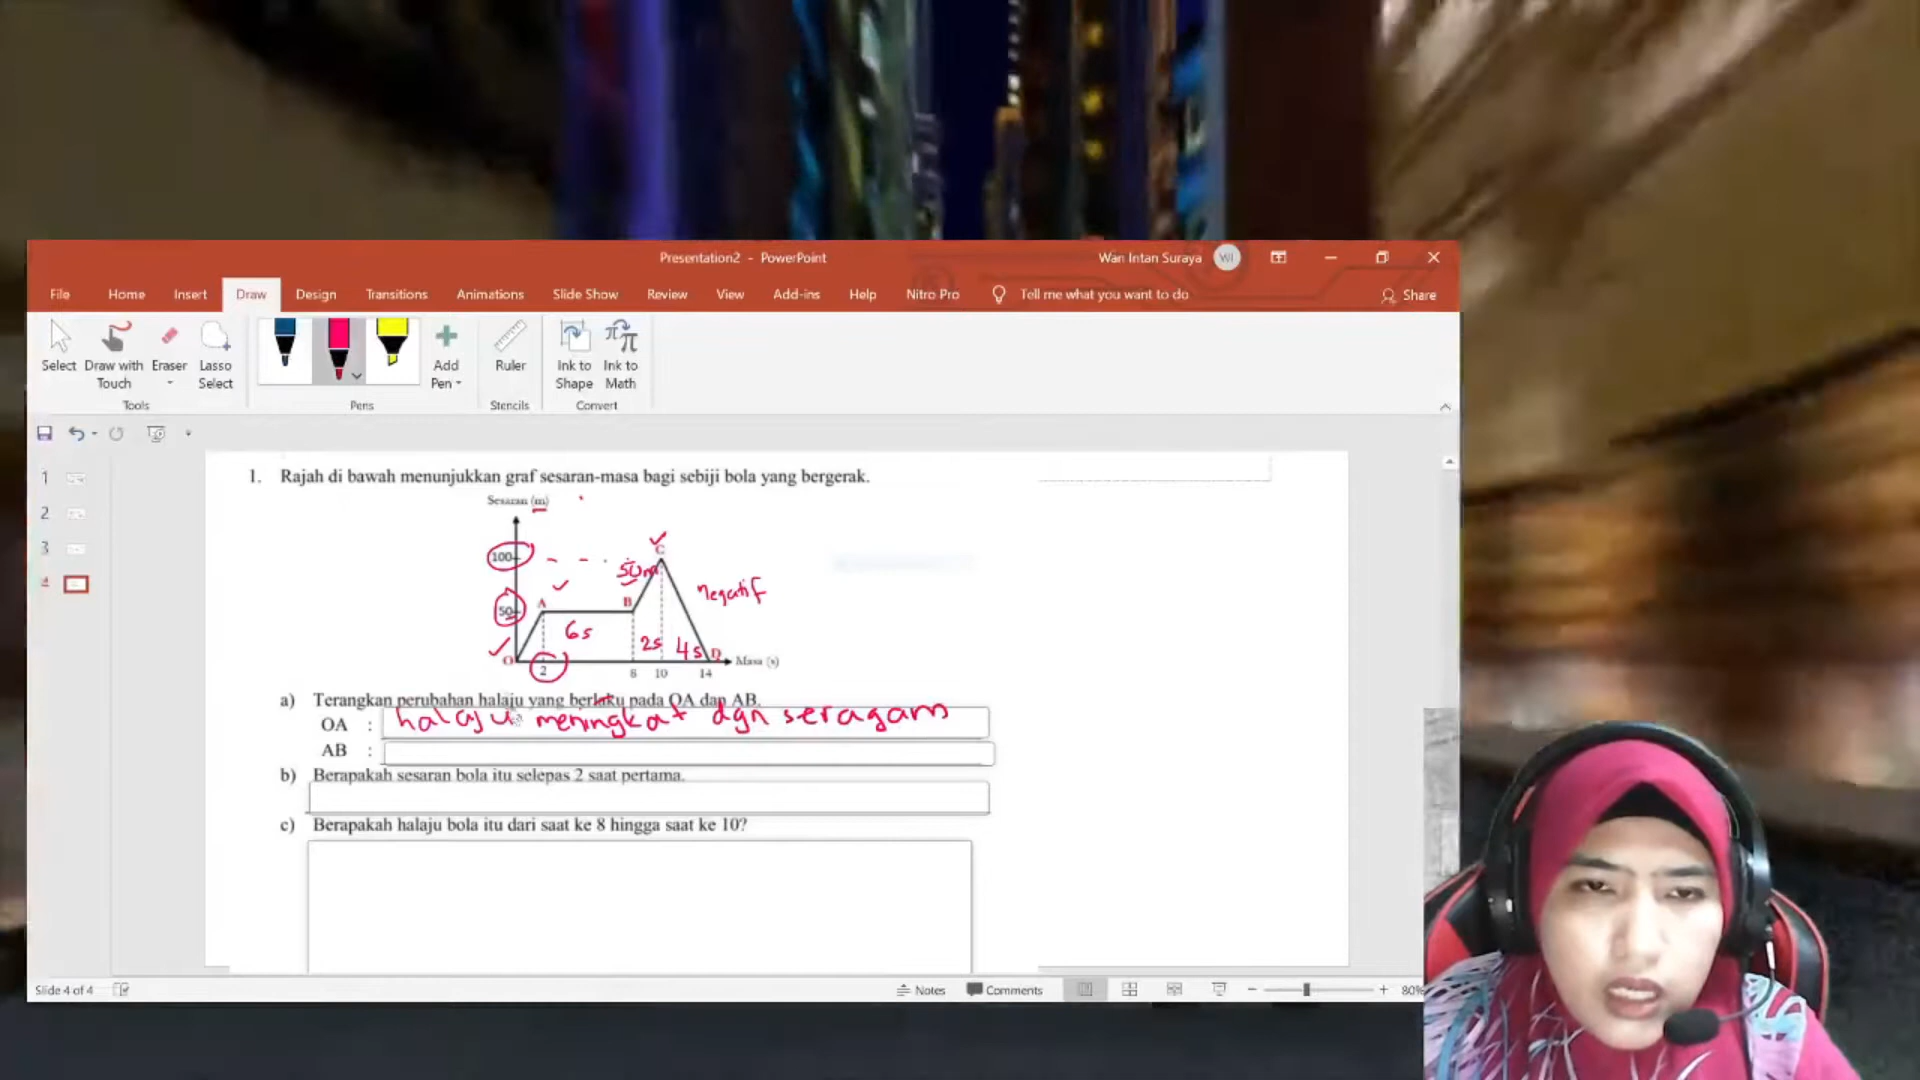 Presentation2 - PowerPoint
Wan Intan Suraya
WI
File Home Insert Draw Design Transitions Animations Slide Show Review View Add-ins Help Nitro Pro Tell me what you want to do Share
Select Draw with Touch Eraser Lasso Select Add Pen Ruler Ink to Shape Ink to Math
Tools Pens Stencils Convert
1
2
3
4
1. Rajah di bawah menunjukkan graf sesaran-masa bagi sebiji bola yang bergerak.
Sesaran (m)
100
C
50m
negatif
50
A
B
6s
2s
4s
O
D
Masa (s)
2
8
10
14
a) Terangkan perubahan halaju yang berlaku pada OA dan AB.
OA : halaju meningkat dgn seragam
AB :
b) Berapakah sesaran bola itu selepas 2 saat pertama.
c) Berapakah halaju bola itu dari saat ke 8 hingga saat ke 10?
Slide 4 of 4
Notes
Comments
80%